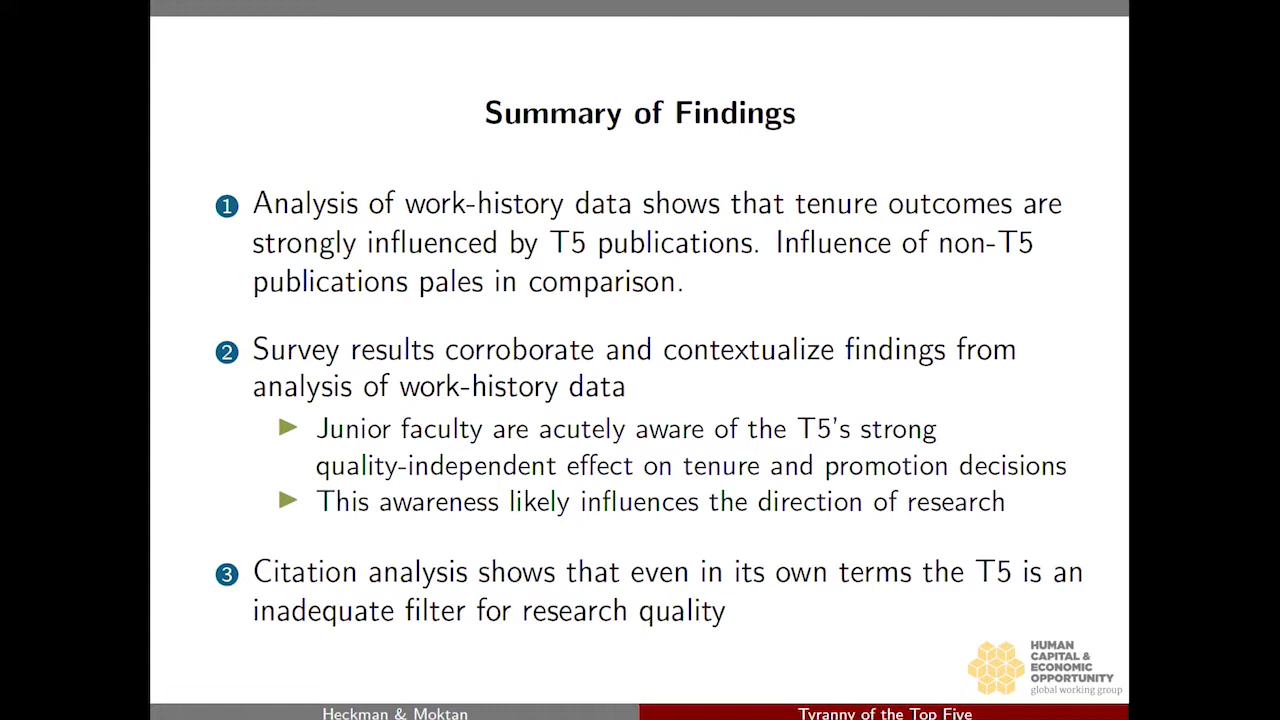 Summary of Findings
1 Analysis of work-history data shows that tenure outcomes are
strongly influenced by T5 publications. Influence of non-T5
publications pales in comparison.
2 Survey results corroborate and contextualize findings from
analysis of work-history data
Junior faculty are acutely aware of the T5's strong
quality-independent effect on tenure and promotion decisions
This awareness likely influences the direction of research
3 Citation analysis shows that even in its own terms the T5 is an
inadequate filter for research quality
HUMAN
CAPITAL &
ECONOMIC
OPPORTUNITY
global working group
Heckman & Moktan
Tyranny of the Top Five